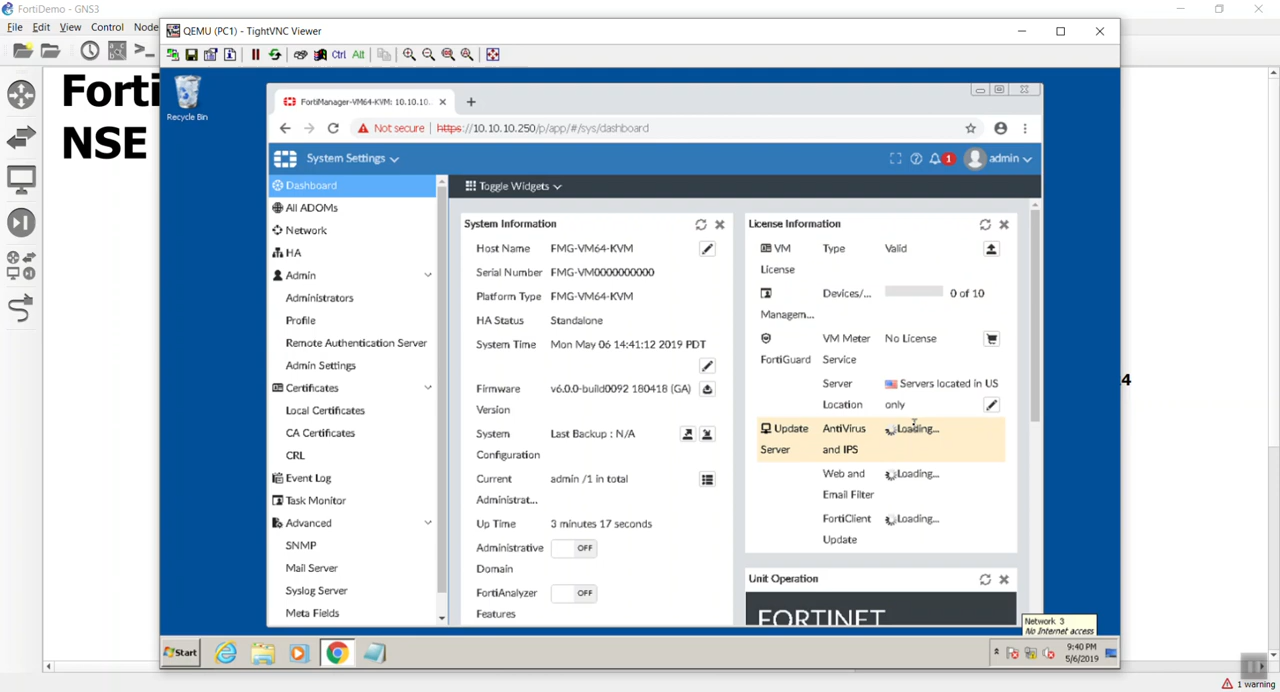 FortiDemo - GNS3
File Edit View Control Node
Forti
NSE
QEMU (PC1) - TightVNC Viewer
Ctrl Alt
Recycle Bin
FortiManager-VM64-KVM: 10.10.10.
Not secure | https://10.10.10.250/p/app/#/sys/dashboard
System Settings
1
admin
Dashboard
All ADOMs
Network
HA
Admin
Administrators
Profile
Remote Authentication Server
Admin Settings
Certificates
Local Certificates
CA Certificates
CRL
Event Log
Task Monitor
Advanced
SNMP
Mail Server
Syslog Server
Meta Fields
Toggle Widgets
System Information
Host Name FMG-VM64-KVM
Serial Number FMG-VM0000000000
Platform Type FMG-VM64-KVM
HA Status Standalone
System Time Mon May 06 14:41:12 2019 PDT
Firmware v6.0.0-build0092 180418 (GA)
Version
System Last Backup : N/A
Configuration
Current admin /1 in total
Administrat...
Up Time 3 minutes 17 seconds
Administrative OFF
Domain
FortiAnalyzer OFF
Features
License Information
VM Type Valid
License
Devices/... 0 of 10
Managem...
VM Meter No License
FortiGuard Service
Server Servers located in US
Location only
Update AntiVirus Loading...
Server and IPS
Web and Loading...
Email Filter
FortiClient Loading...
Update
Unit Operation
FORTINET
4
Network 3
No Internet access
Start
9:40 PM
5/6/2019
1 warning